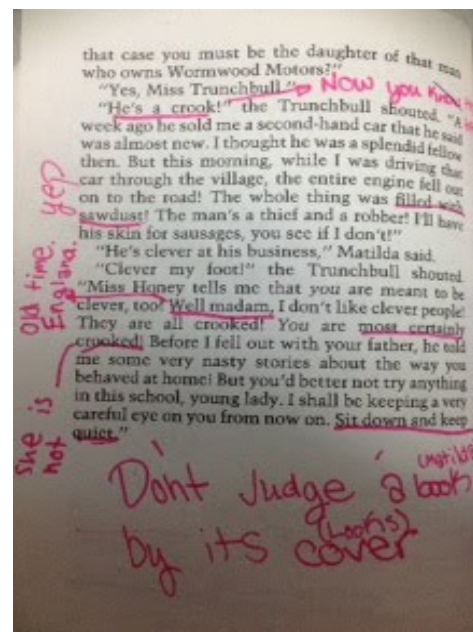 that case you must be the daughter of that man
who owns Wormwood Motors?"
"Yes, Miss Trunchbull."
NOW you know
"He's a crook!" the Trunchbull shouted. "A
week ago he sold me a second-hand car that he said
was almost new. I thought he was a splendid fellow
then. But this morning, while I was driving that
car through the village, the entire engine fell out
on to the road! The whole thing was filled with
sawdust! The man's a thief and a robber! I'll have
his skin for sausages, you see if I don't!"
"He's clever at his business," Matilda said.
"Clever my foot!" the Trunchbull shouted.
"Miss Honey tells me that you are meant to be
clever, too! Well madam, I don't like clever people!
They are all crooked! You are most certainly
crooked! Before I fell out with your father, he told
me some very nasty stories about the way you
behaved at home! But you'd better not try anything
in this school, young lady. I shall be keeping a very
careful eye on you from now on. Sit down and keep
quiet."
yep
Old time.
England.
She is
not
Don't Judge a book
(Matilda
by its cover
(Looks)